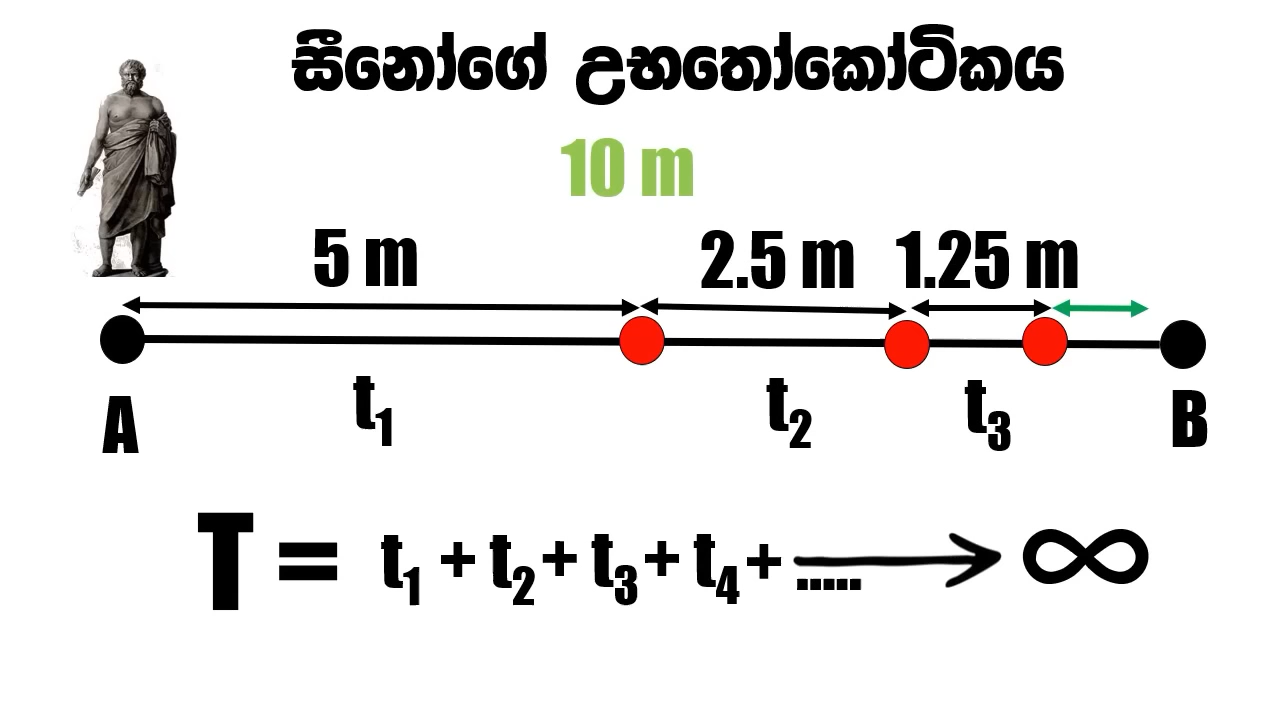 සීනෝගේ උභතෝකෝටිකය
10 m
5 m 2.5 m 1.25 m
A t₁ t₂ t₃ B
T = t₁ + t₂ + t₃ + t₄ + ..... → ∞